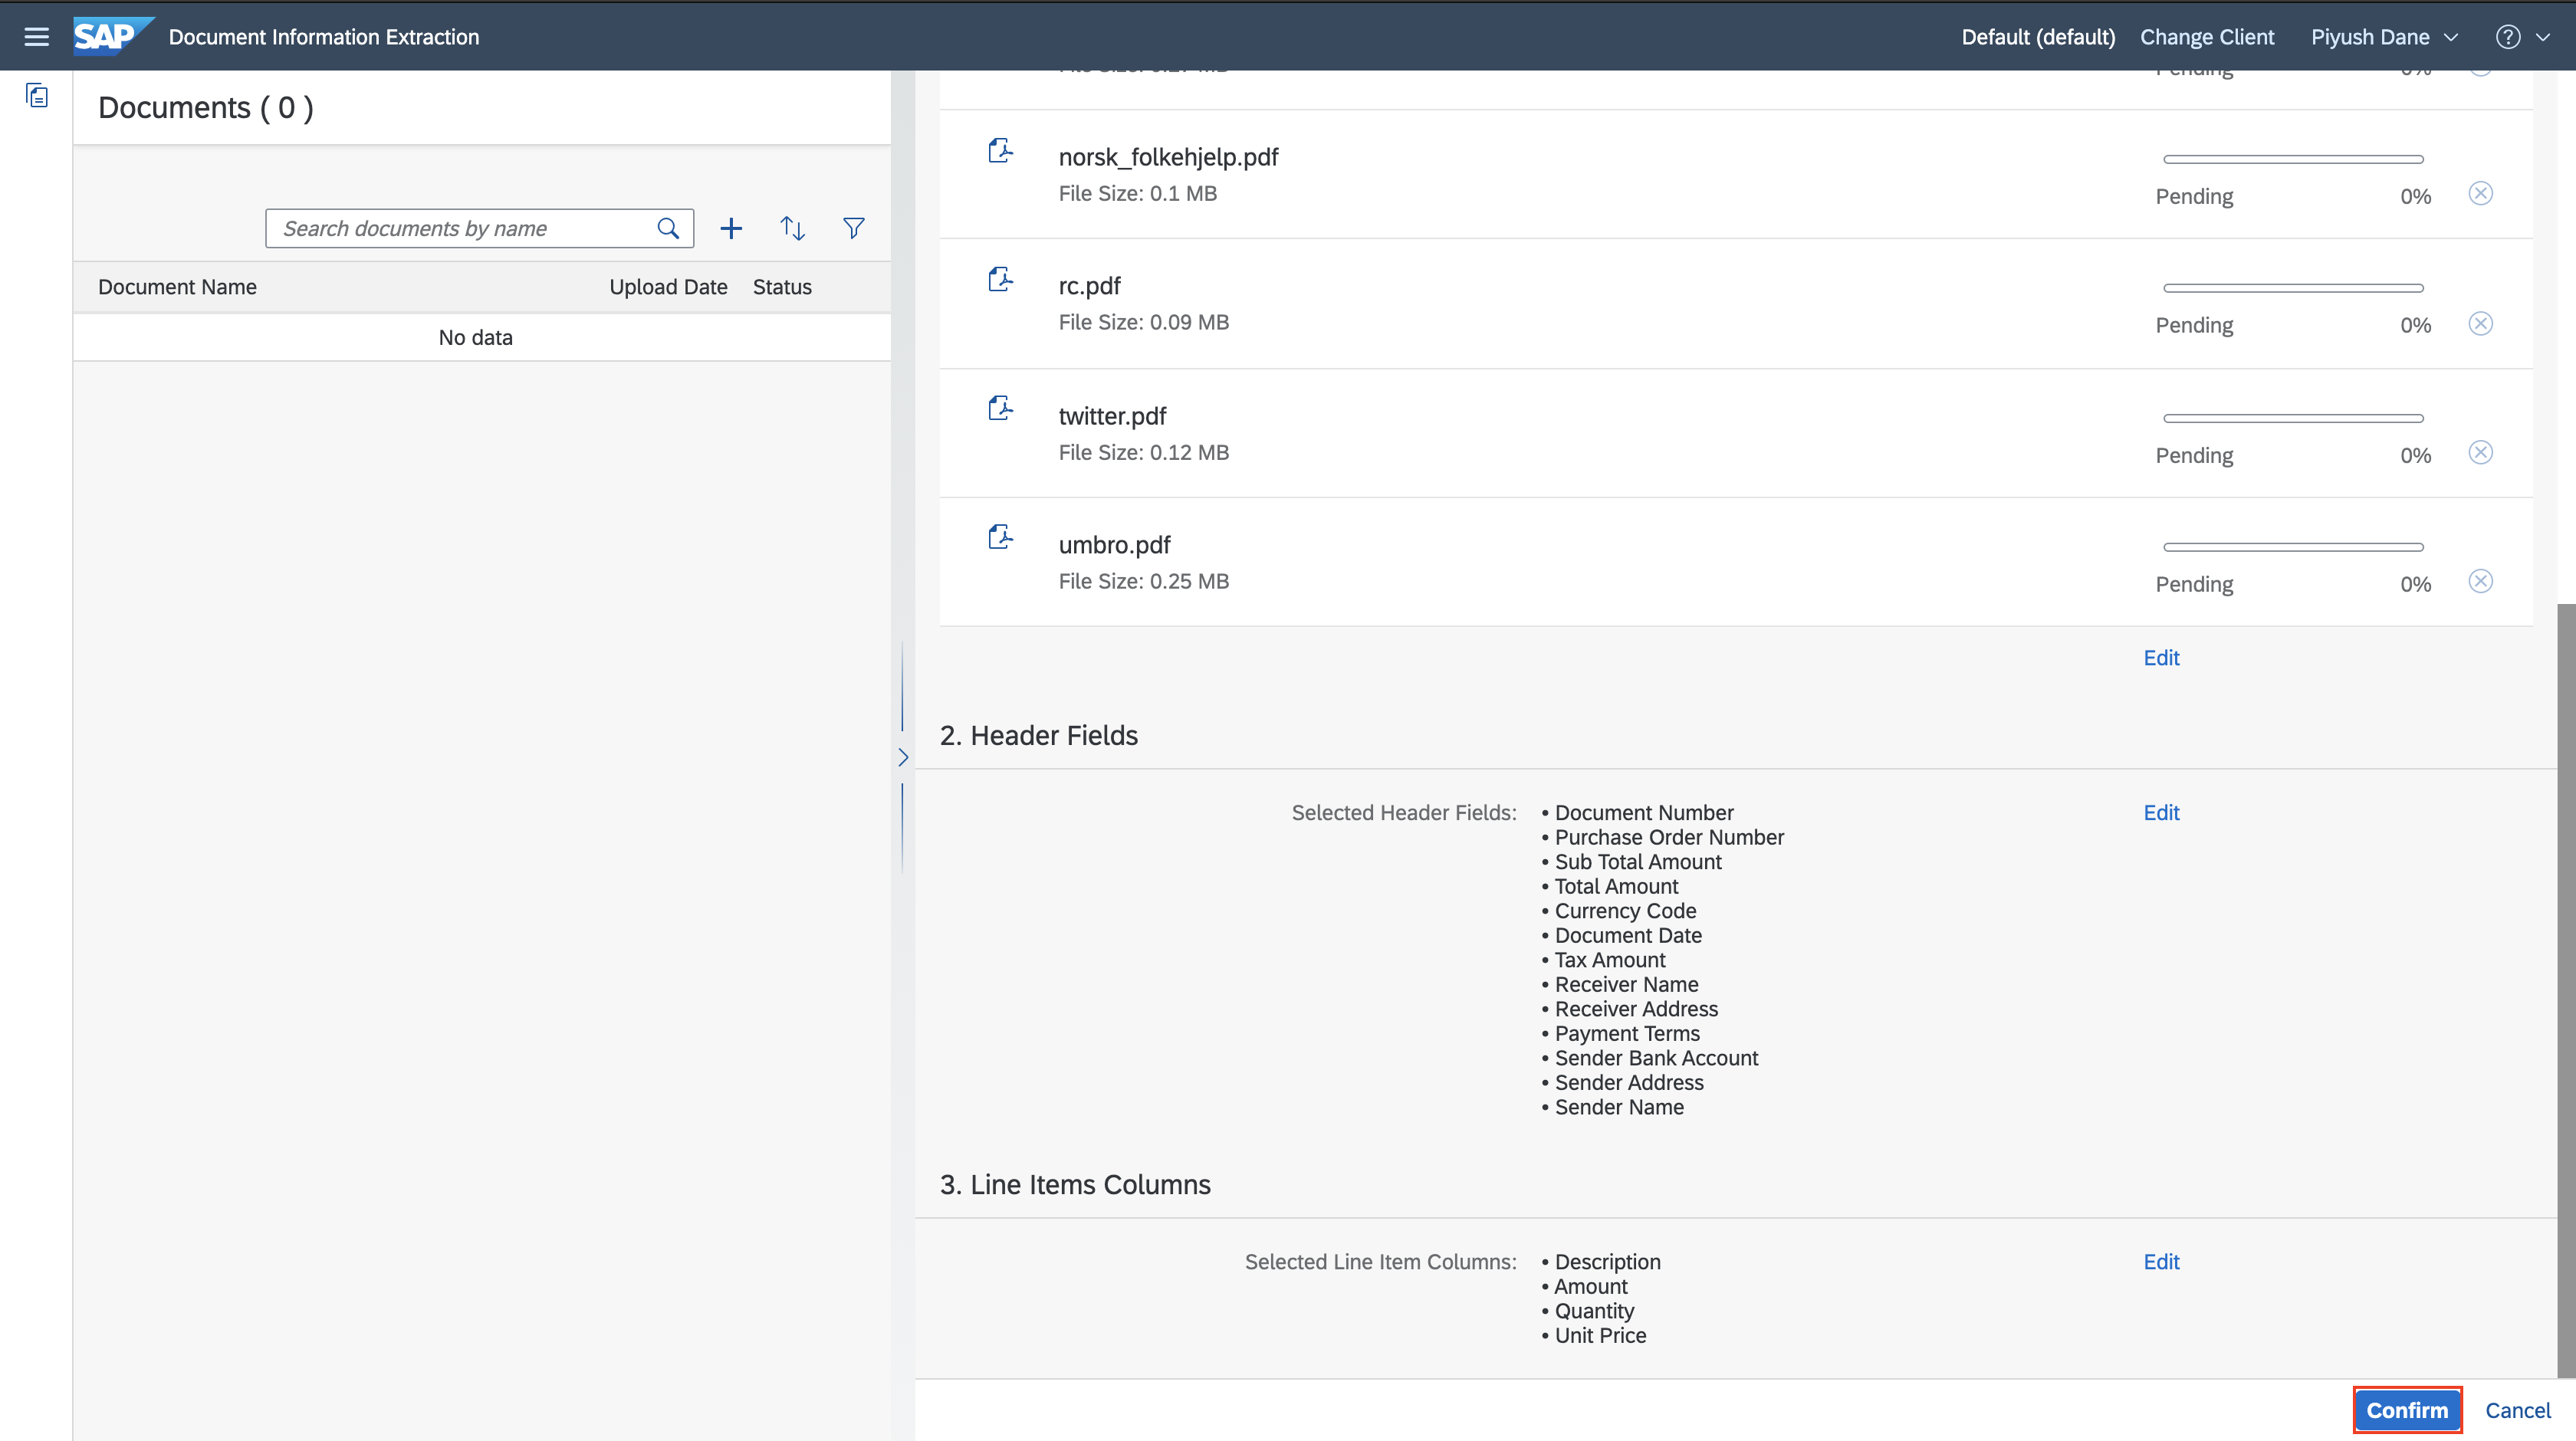 SAP Document Information Extraction Default (default) Change Client Piyush Dane ?
Documents ( 0 )
Search documents by name
Document Name Upload Date Status
No data
Pending
norsk_folkehjelp.pdf
File Size: 0.1 MB
Pending 0%
rc.pdf
File Size: 0.09 MB
Pending 0%
twitter.pdf
File Size: 0.12 MB
Pending 0%
umbro.pdf
File Size: 0.25 MB
Pending 0%
Edit
2. Header Fields
Selected Header Fields:
• Document Number
• Purchase Order Number
• Sub Total Amount
• Total Amount
• Currency Code
• Document Date
• Tax Amount
• Receiver Name
• Receiver Address
• Payment Terms
• Sender Bank Account
• Sender Address
• Sender Name
Edit
3. Line Items Columns
Selected Line Item Columns:
• Description
• Amount
• Quantity
• Unit Price
Edit
Confirm Cancel